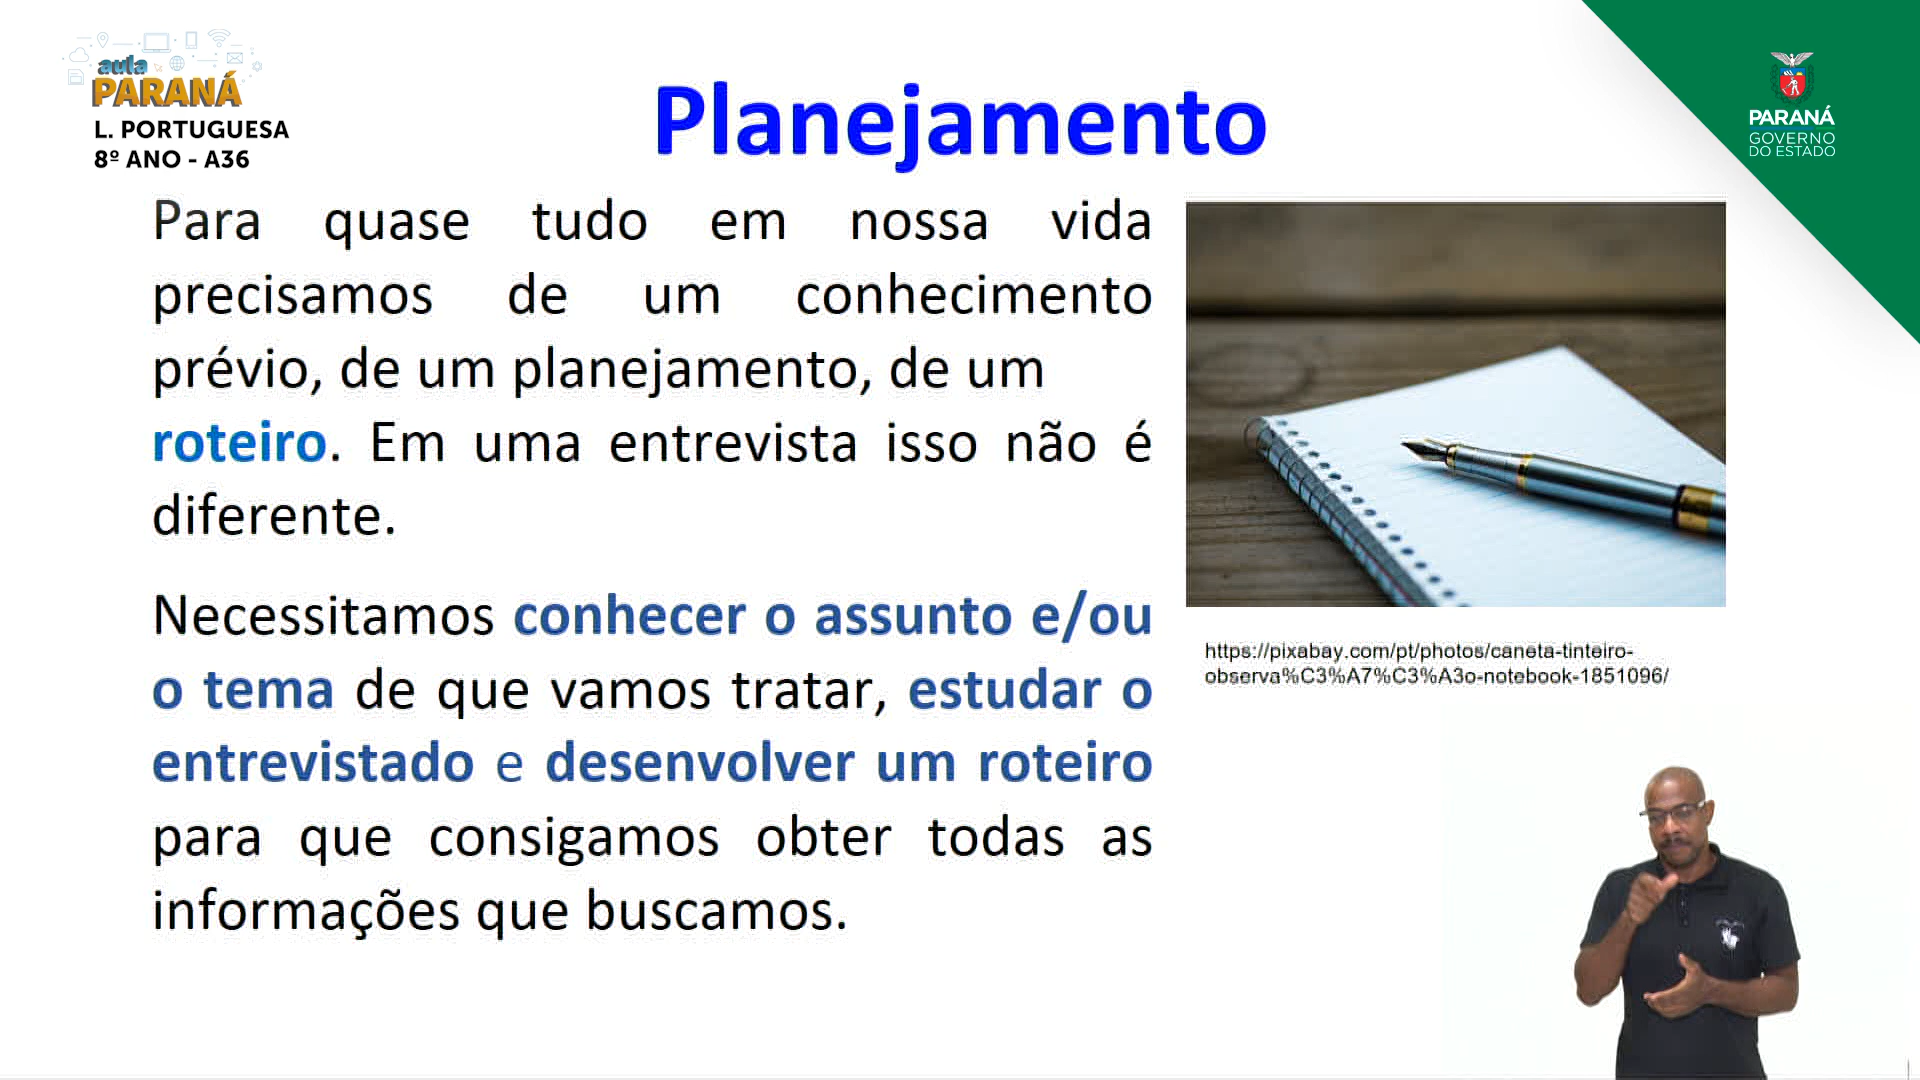 aula
PARANÁ
L. PORTUGUESA
8º ANO - A36
Planejamento
PARANÁ
GOVERNO
DO ESTADO
Para quase tudo em nossa vida
precisamos de um conhecimento
prévio, de um planejamento, de um
roteiro. Em uma entrevista isso não é
diferente.
Necessitamos conhecer o assunto e/ou
o tema de que vamos tratar, estudar o
entrevistado e desenvolver um roteiro
para que consigamos obter todas as
informações que buscamos.
https://pixabay.com/pt/photos/caneta-tinteiro-
observa%C3%A7%C3%A3o-notebook-1851096/